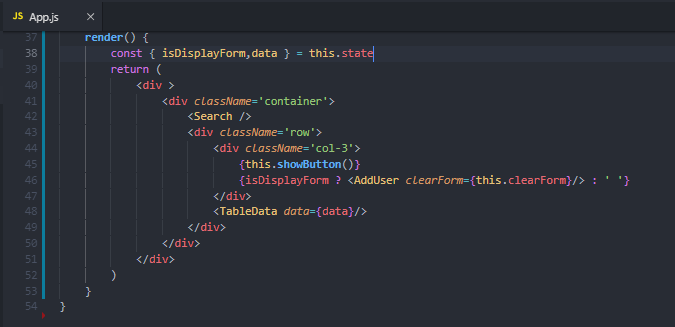 JS App.js ×
37 render() {
38 const { isDisplayForm,data } = this.state
39 return (
40 <div >
41 <div className='container'>
42 <Search />
43 <div className='row'>
44 <div className='col-3'>
45 {this.showButton()}
46 {isDisplayForm ? <AddUser clearForm={this.clearForm}/> : ' '}
47 </div>
48 <TableData data={data}/>
49 </div>
50 </div>
51 </div>
52 )
53 }
54 }